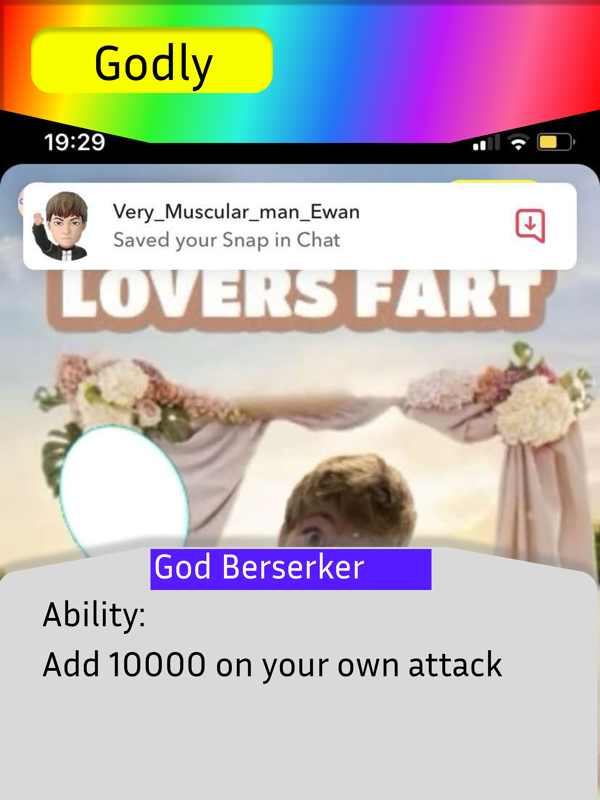 Godly
19:29
Very_Muscular_man_Ewan
Saved your Snap in Chat
LOVERS FART
God Berserker
Ability:
Add 10000 on your own attack